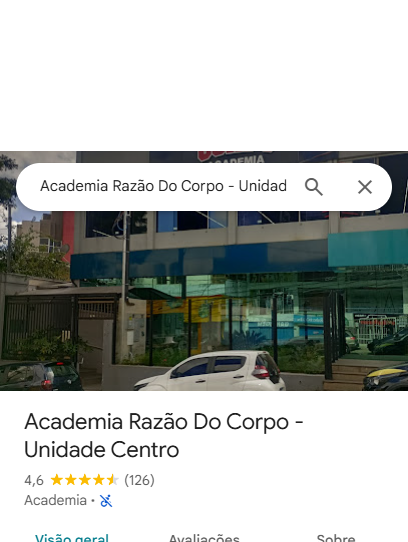 ACADEMIA
Academia Razão Do Corpo - Unidad
Academia Razão Do Corpo -
Unidade Centro
4,6 (126)
Academia ·
Visão geral Avaliações Sobre